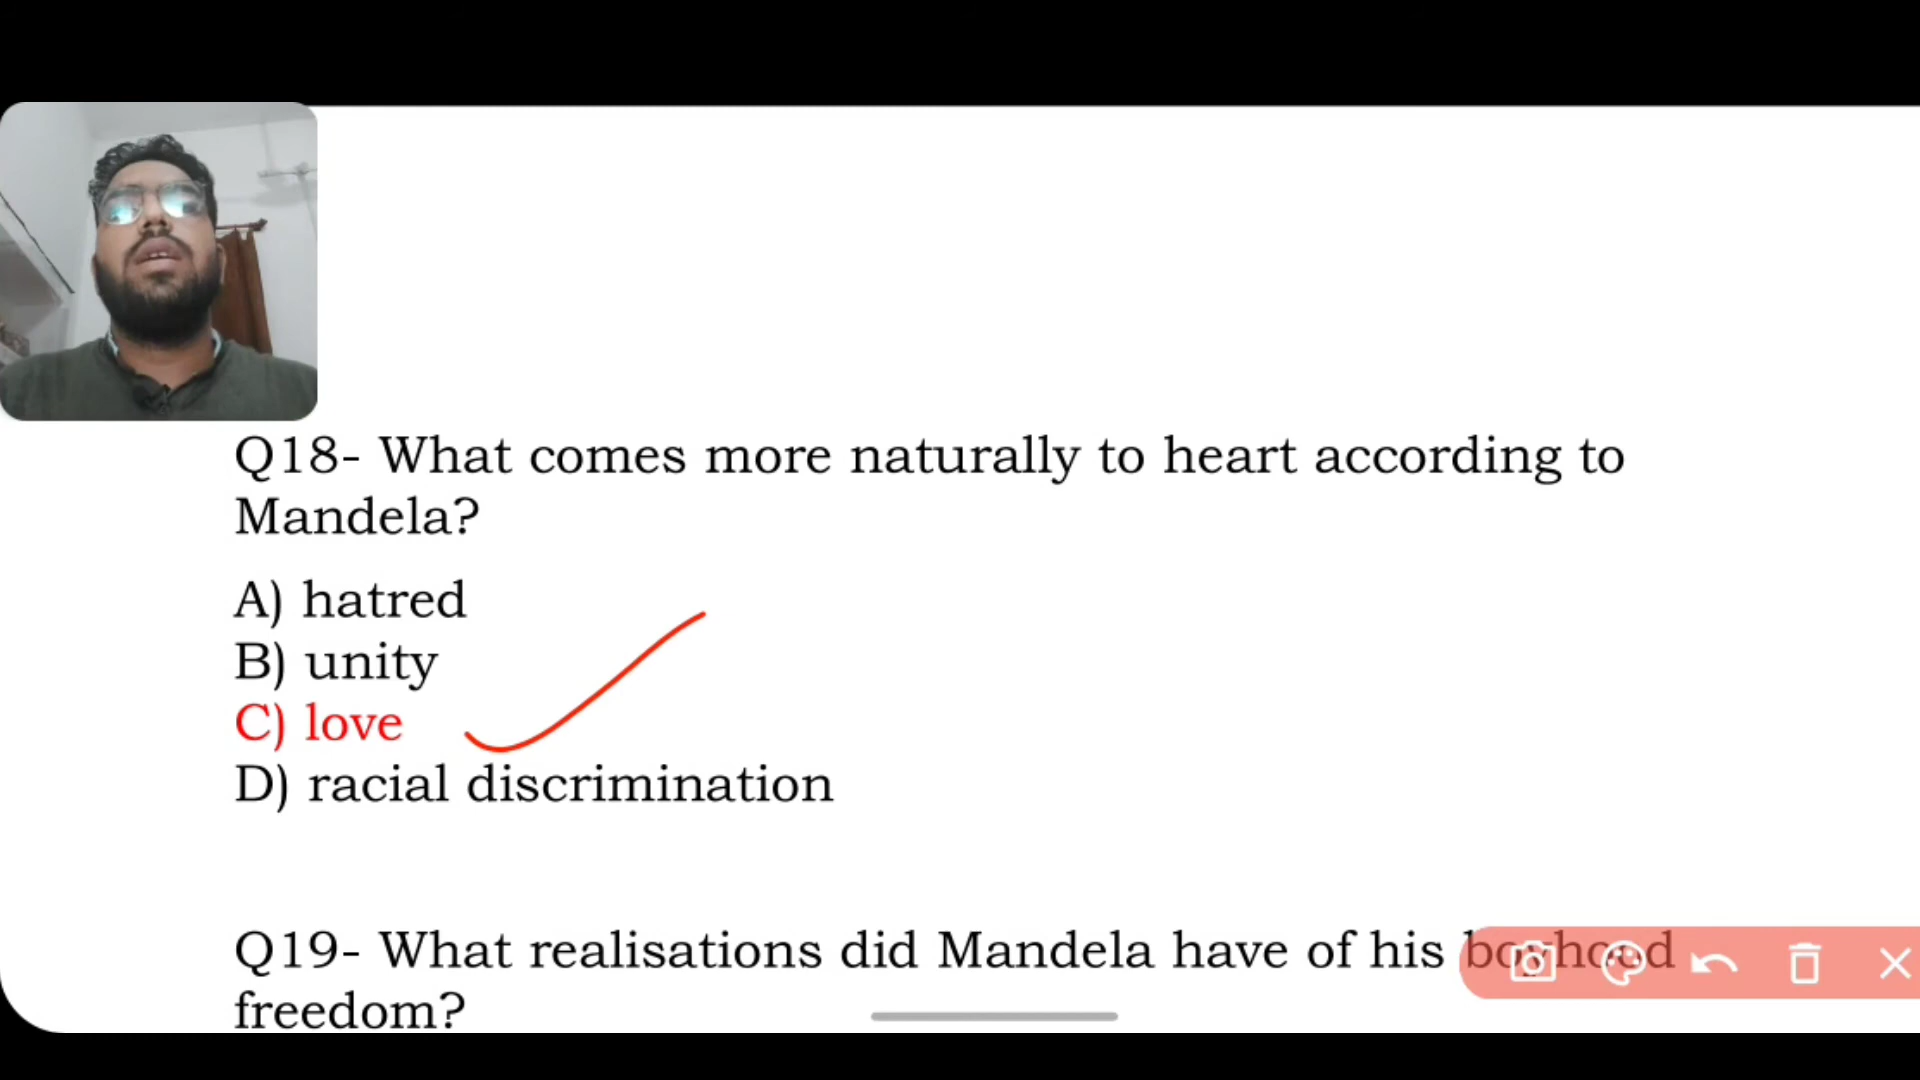 Q18- What comes more naturally to heart according to
Mandela?
A) hatred
B) unity
C) love
D) racial discrimination
Q19- What realisations did Mandela have of his boyhood
freedom?